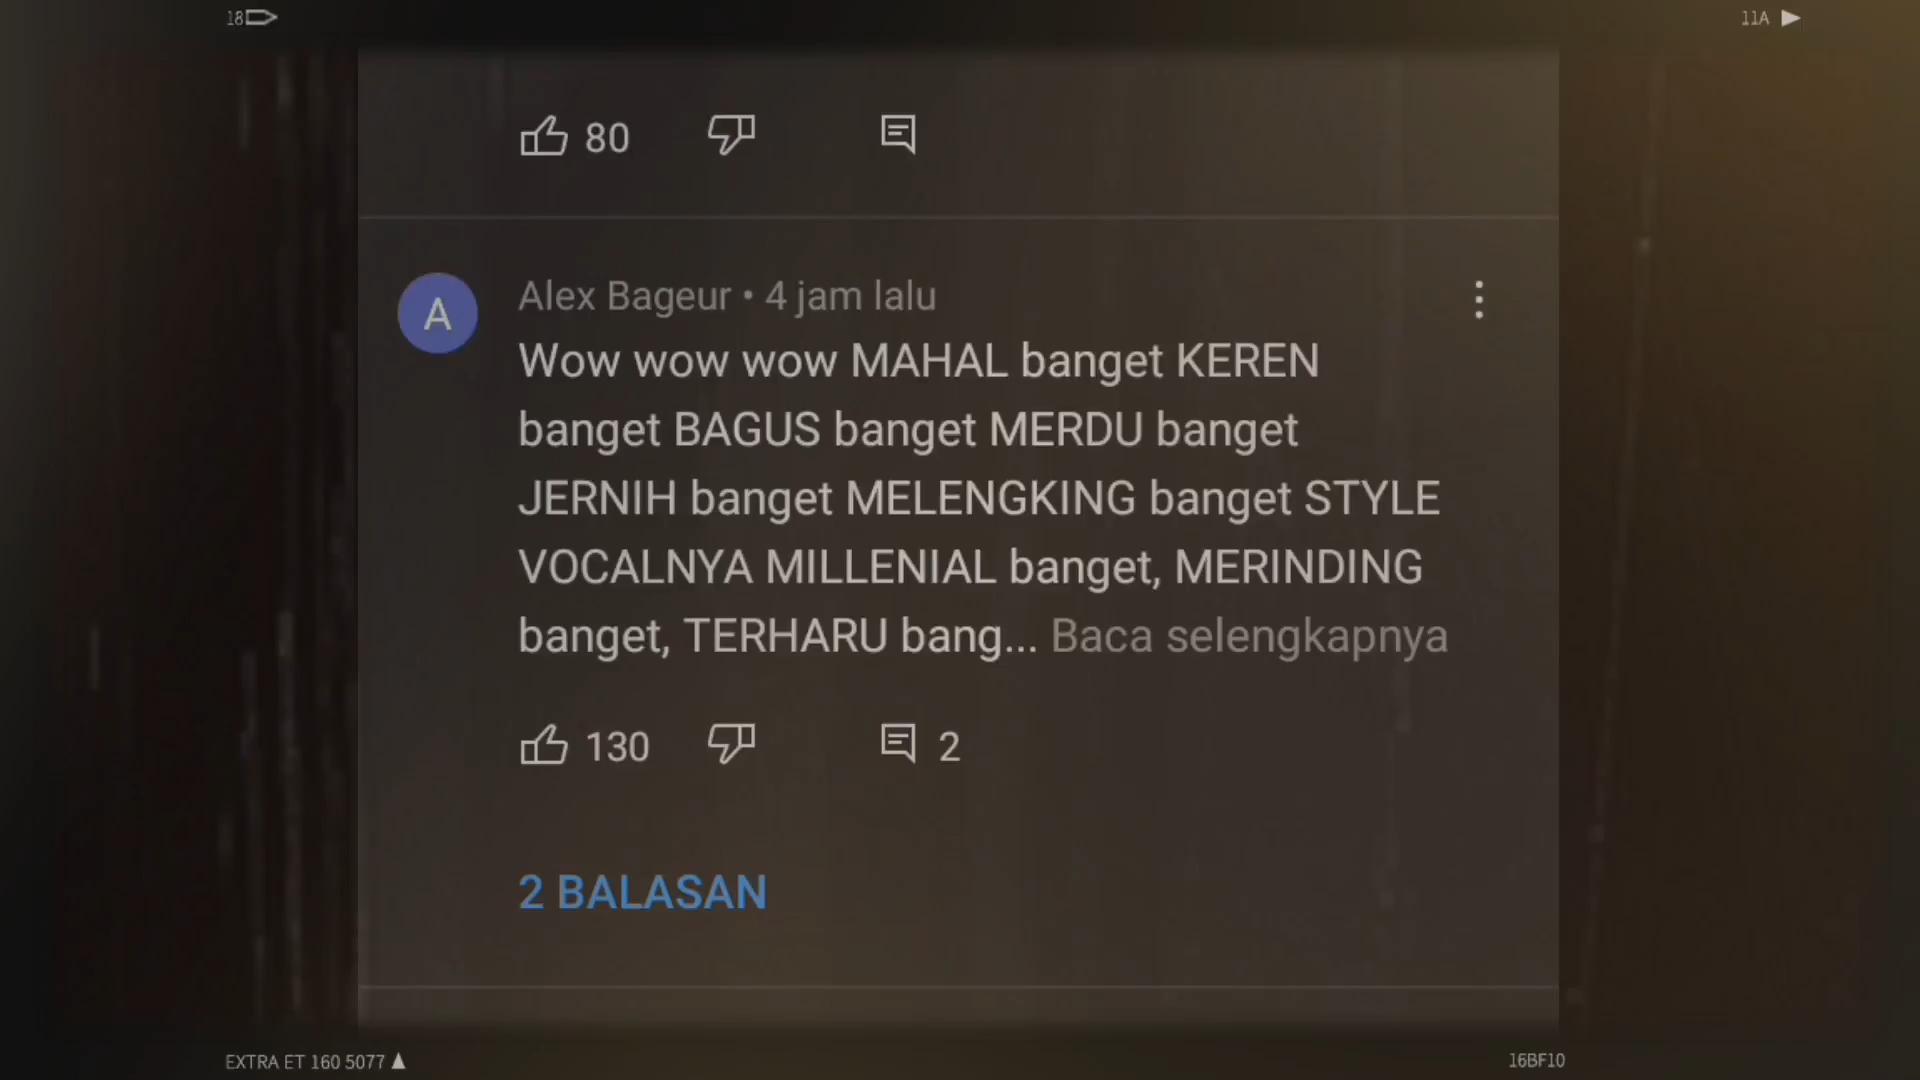 18
11A
80
A
Alex Bageur • 4 jam lalu
Wow wow wow MAHAL banget KEREN
banget BAGUS banget MERDU banget
JERNIH banget MELENGKING banget STYLE
VOCALNYA MILLENIAL banget, MERINDING
banget, TERHARU bang... Baca selengkapnya
130
2
2 BALASAN
EXTRA ET 160 5077
16BF10